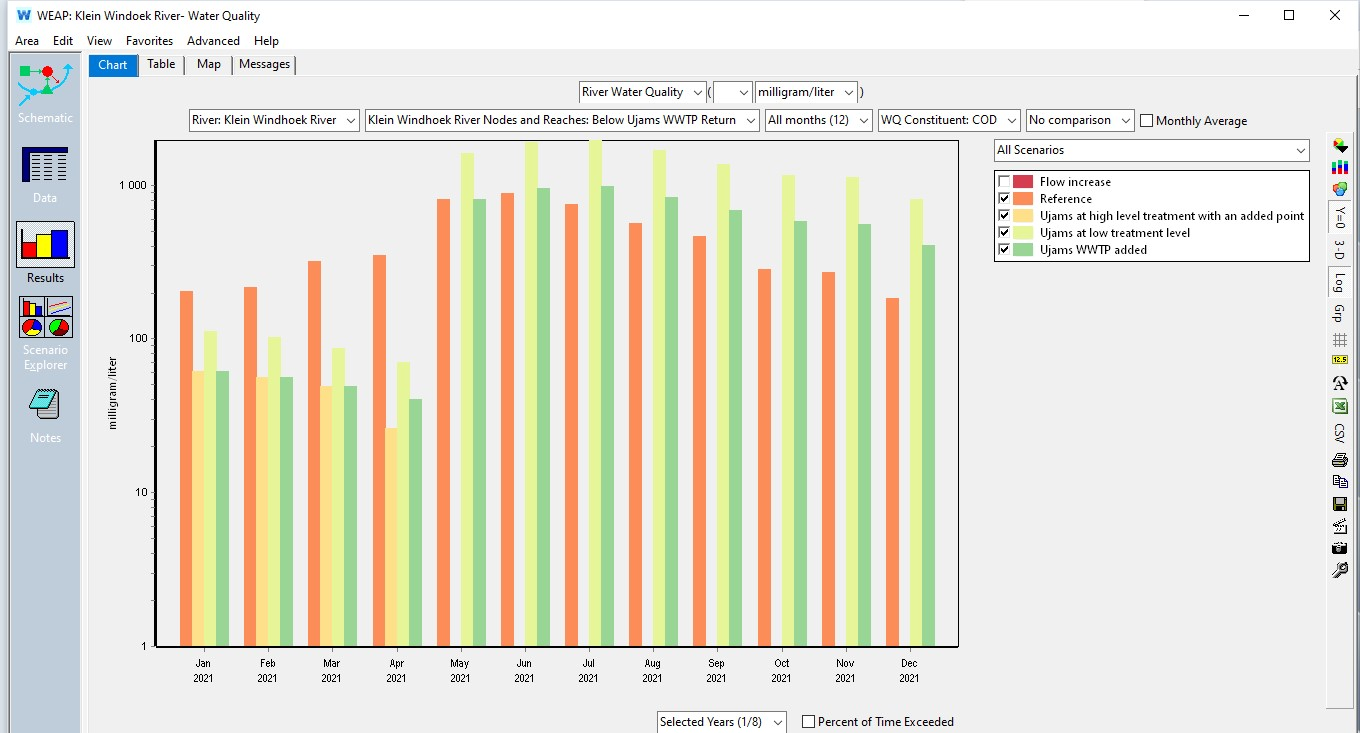 WEAP: Klein Windoek River- Water Quality
Area Edit View Favorites Advanced Help
Chart Table Map Messages
River Water Quality ( milligram/liter )
River: Klein Windhoek River Klein Windhoek River Nodes and Reaches: Below Ujams WWTP Return All months (12) WQ Constituent: COD No comparison Monthly Average
Schematic
Data
Results
Scenario
Explorer
Notes
All Scenarios
Flow increase
Reference
Ujams at high level treatment with an added point
Ujams at low treatment level
Ujams WWTP added
1 000
100
10
1
milligram/liter
Jan Feb Mar Apr May Jun Jul Aug Sep Oct Nov Dec
2021 2021 2021 2021 2021 2021 2021 2021 2021 2021 2021 2021
Y=0
3-D
Log
Grp
12.5
CSV
Selected Years (1/8) Percent of Time Exceeded